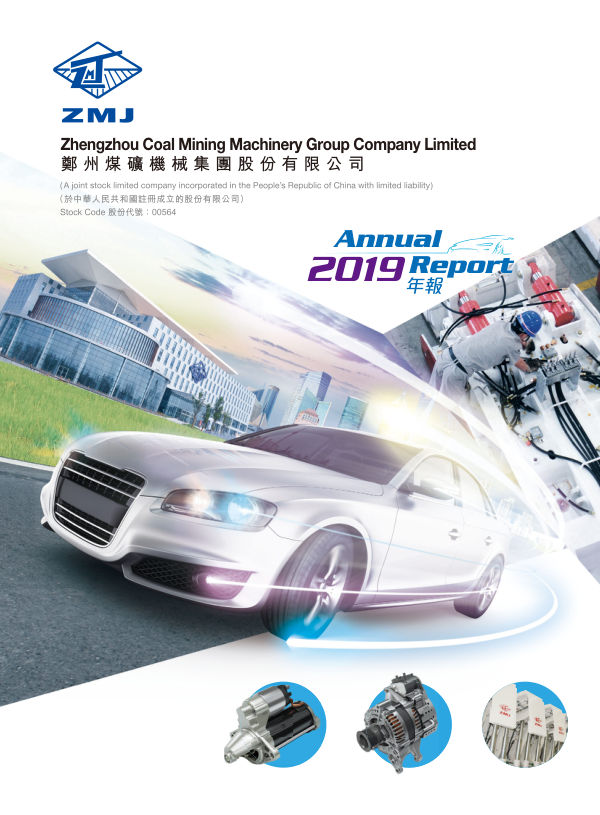 ZMJ
Zhengzhou Coal Mining Machinery Group Company Limited
鄭州煤礦機械集團股份有限公司
(A joint stock limited company incorporated in the People's Republic of China with limited liability)
(於中華人民共和國註冊成立的股份有限公司)
Stock Code 股份代號：00564
Annual
2019 Report
年報
ZMJ
ZMJ
ZMJ